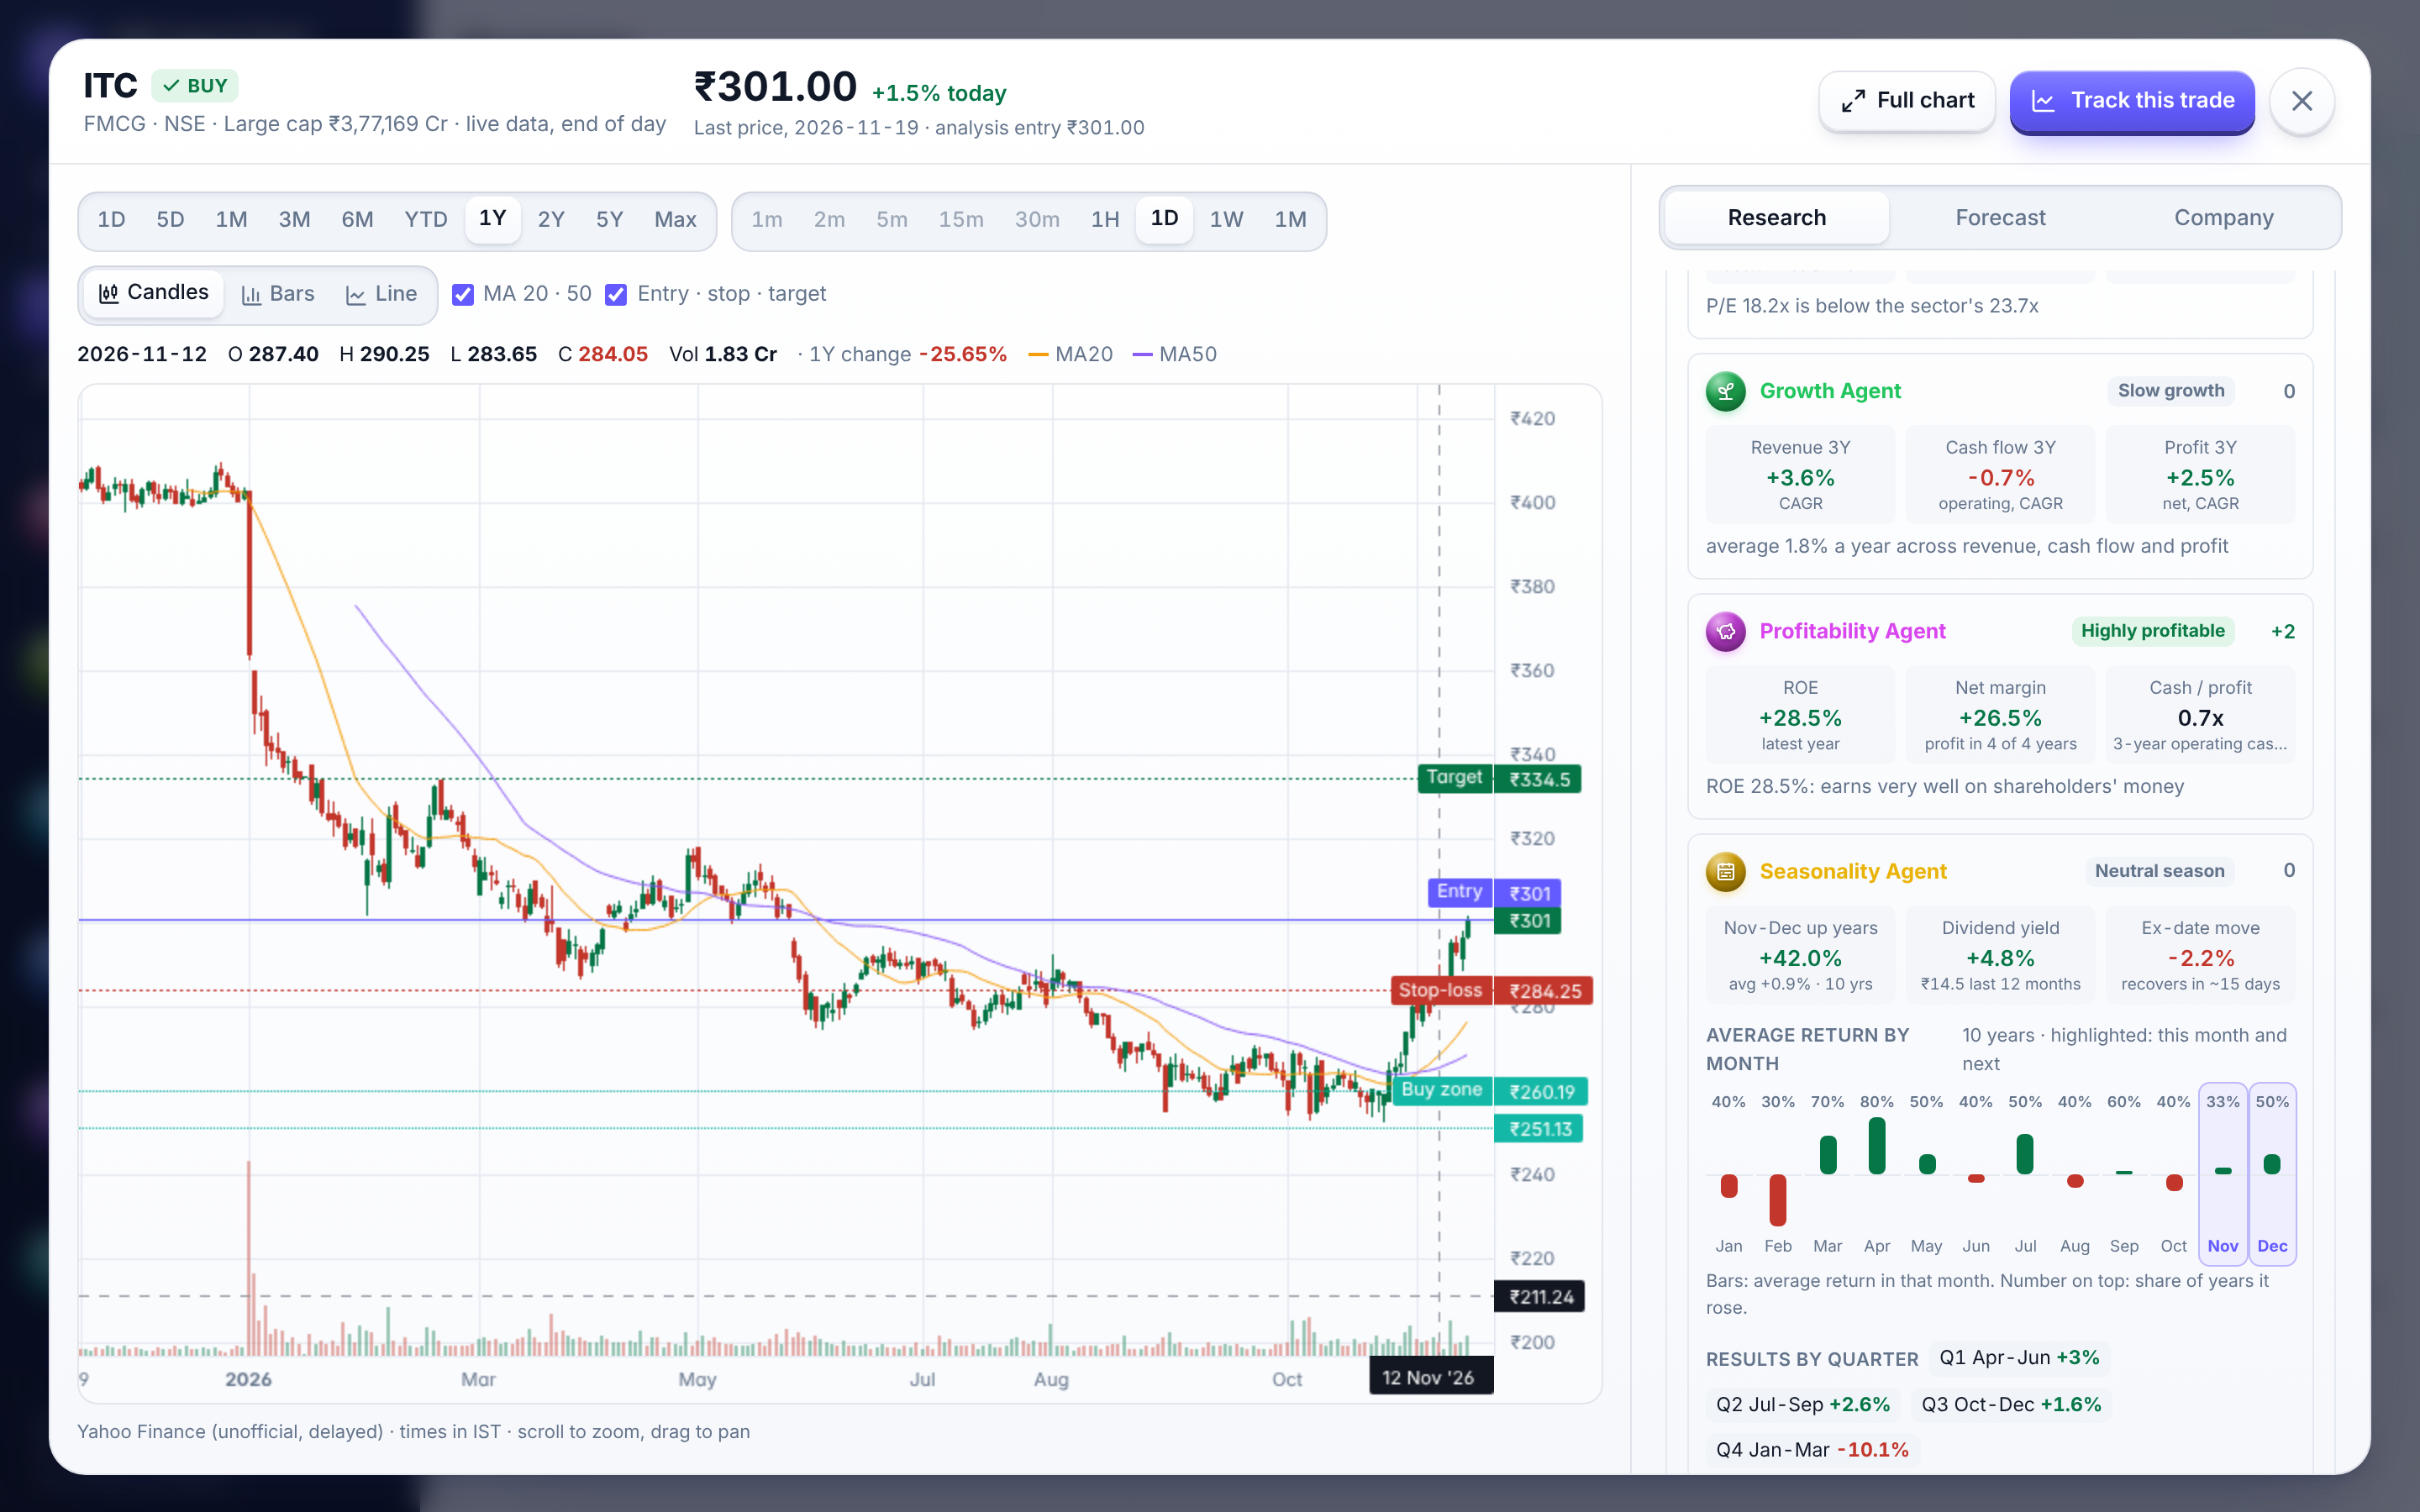 ITC BUY
FMCG · NSE · Large cap ₹3,77,169 Cr · live data, end of day
₹301.00 +1.5% today
Last price, 2026-11-19 · analysis entry ₹301.00
Full chart
Track this trade
1D 5D 1M 3M 6M YTD 1Y 2Y 5Y Max
1m 2m 5m 15m 30m 1H 1D 1W 1M
Candles Bars Line
MA 20 · 50 Entry · stop · target
2026-11-12 O 287.40 H 290.25 L 283.65 C 284.05 Vol 1.83 Cr · 1Y change -25.65% MA20 MA50
₹420
₹400
₹380
₹360
₹340
Target ₹334.5
₹320
Entry ₹301
₹301
Stop-loss ₹284.25
₹280
Buy zone ₹260.19
₹251.13
₹240
₹220
₹211.24
₹200
9 2026 Mar May Jul Aug Oct 12 Nov '26
Yahoo Finance (unofficial, delayed) · times in IST · scroll to zoom, drag to pan
Research Forecast Company
P/E 18.2x is below the sector's 23.7x
Growth Agent Slow growth 0
Revenue 3Y Cash flow 3Y Profit 3Y
+3.6% -0.7% +2.5%
CAGR operating, CAGR net, CAGR
average 1.8% a year across revenue, cash flow and profit
Profitability Agent Highly profitable +2
ROE Net margin Cash / profit
+28.5% +26.5% 0.7x
latest year profit in 4 of 4 years 3-year operating cas...
ROE 28.5%: earns very well on shareholders' money
Seasonality Agent Neutral season 0
Nov-Dec up years Dividend yield Ex-date move
+42.0% +4.8% -2.2%
avg +0.9% · 10 yrs ₹14.5 last 12 months recovers in ~15 days
AVERAGE RETURN BY MONTH
10 years · highlighted: this month and next
40% 30% 70% 80% 50% 40% 50% 40% 60% 40% 33% 50%
Jan Feb Mar Apr May Jun Jul Aug Sep Oct Nov Dec
Bars: average return in that month. Number on top: share of years it
rose.
RESULTS BY QUARTER Q1 Apr-Jun +3%
Q2 Jul-Sep +2.6% Q3 Oct-Dec +1.6%
Q4 Jan-Mar -10.1%